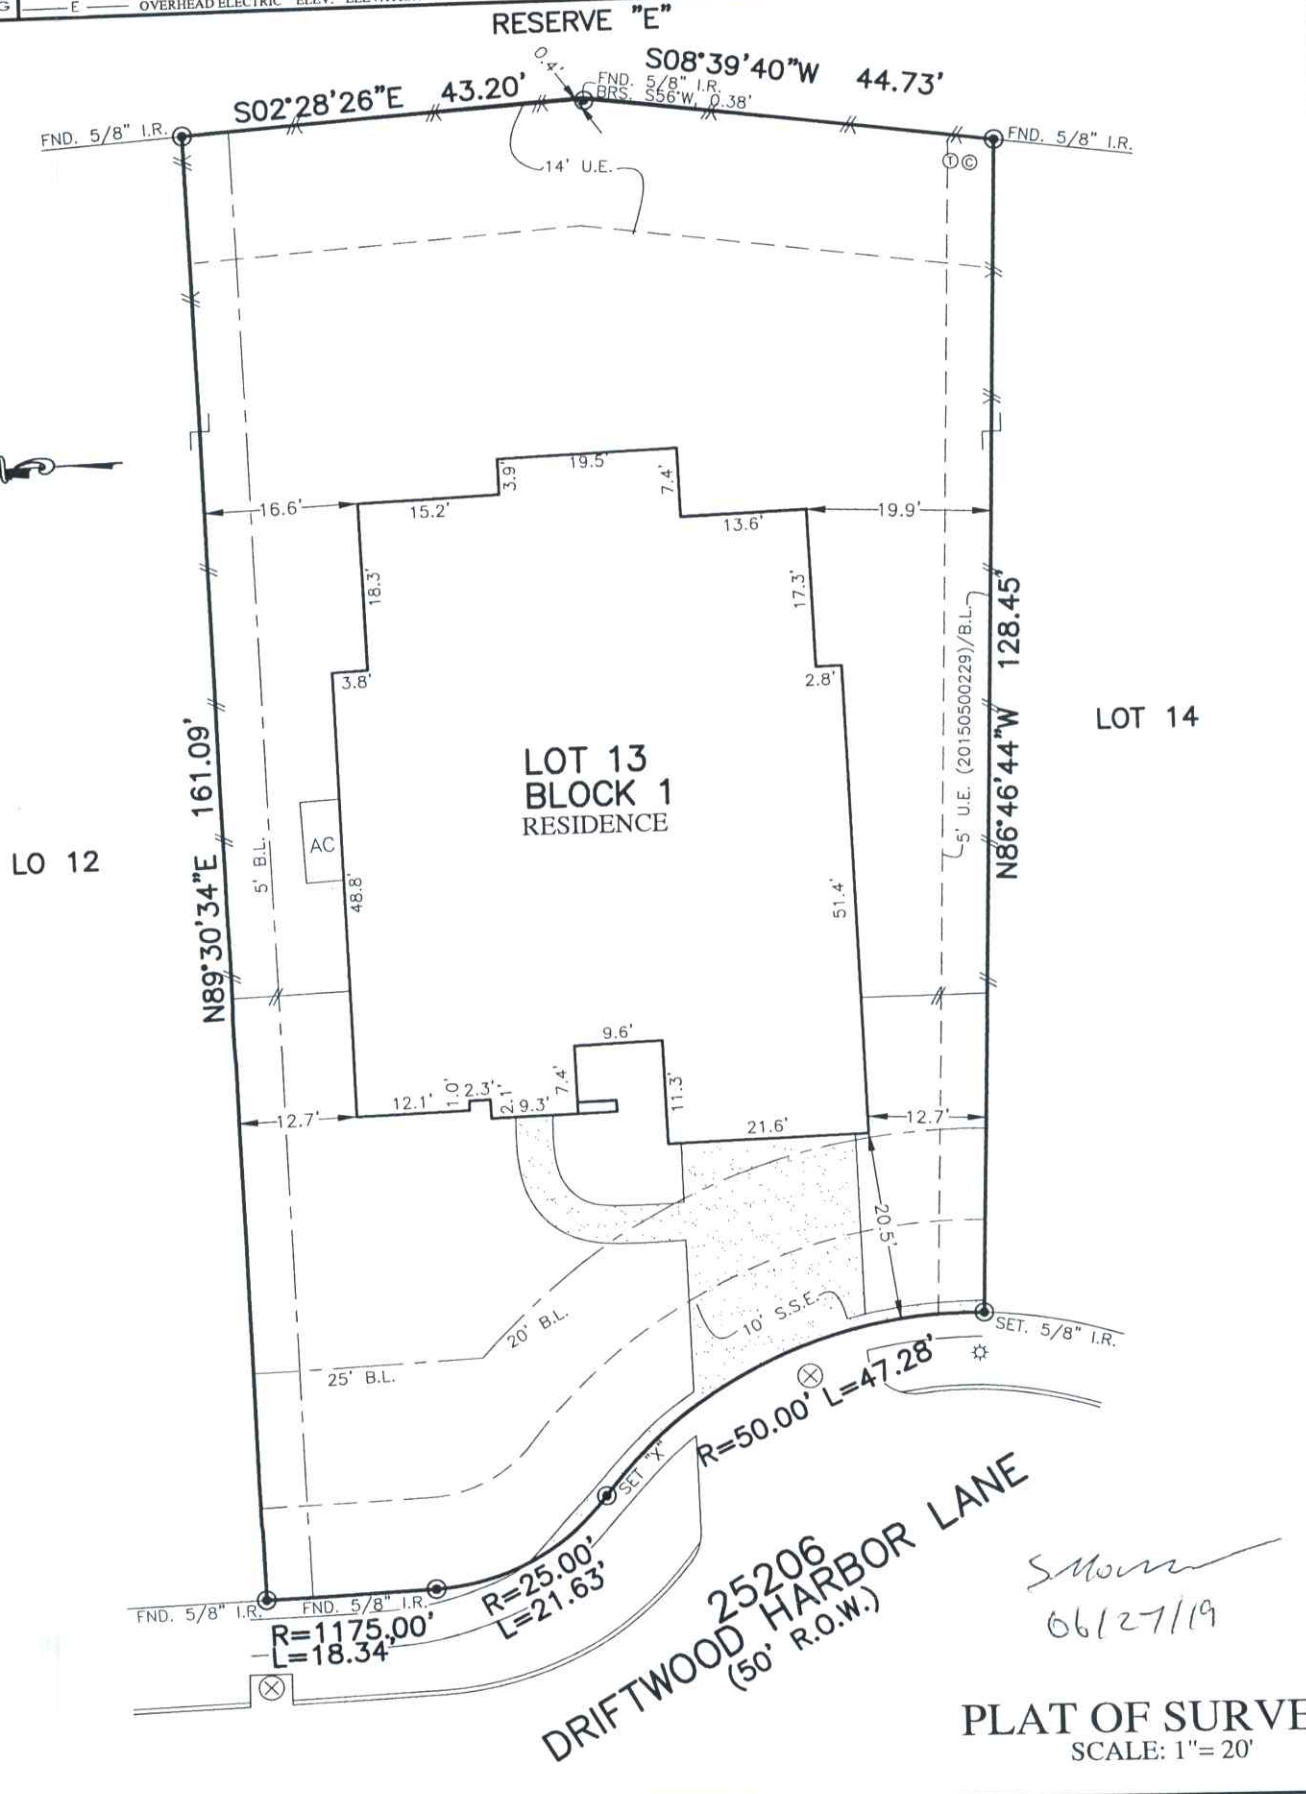 G E OVERHEAD ELECTRIC ELEV.
RESERVE "E"
S02°28'26"E 43.20'
0.4'
S08°39'40"W 44.73'
FND. 5/8" I.R.
BRS. S56°W, 0.38'
FND. 5/8" I.R.
FND. 5/8" I.R.
T C
14' U.E.
16.6'
15.2'
3.9'
19.5'
7.4'
13.6'
19.9'
18.3'
17.3'
3.8'
2.8'
N89°30'34"E 161.09'
N86°46'44"W 128.45'
5' U.E. (20150500229)/B.L.
LOT 14
LO 12
LOT 13
BLOCK 1
RESIDENCE
AC
5' B.L.
48.8'
51.4'
9.6'
7.4'
11.3'
12.7'
12.1'
1.0'
2.3'
2.1'
9.3'
21.6'
12.7'
20.5'
20' B.L.
25' B.L.
10' S.S.E.
SET. 5/8" I.R.
SET "X"
R=50.00' L=47.28'
R=25.00'
L=21.63'
FND. 5/8" I.R.
FND. 5/8" I.R.
R=1175.00'
L=18.34'
25206
DRIFTWOOD HARBOR LANE
(50' R.O.W.)
06/27/19
PLAT OF SURVE
SCALE: 1"= 20'